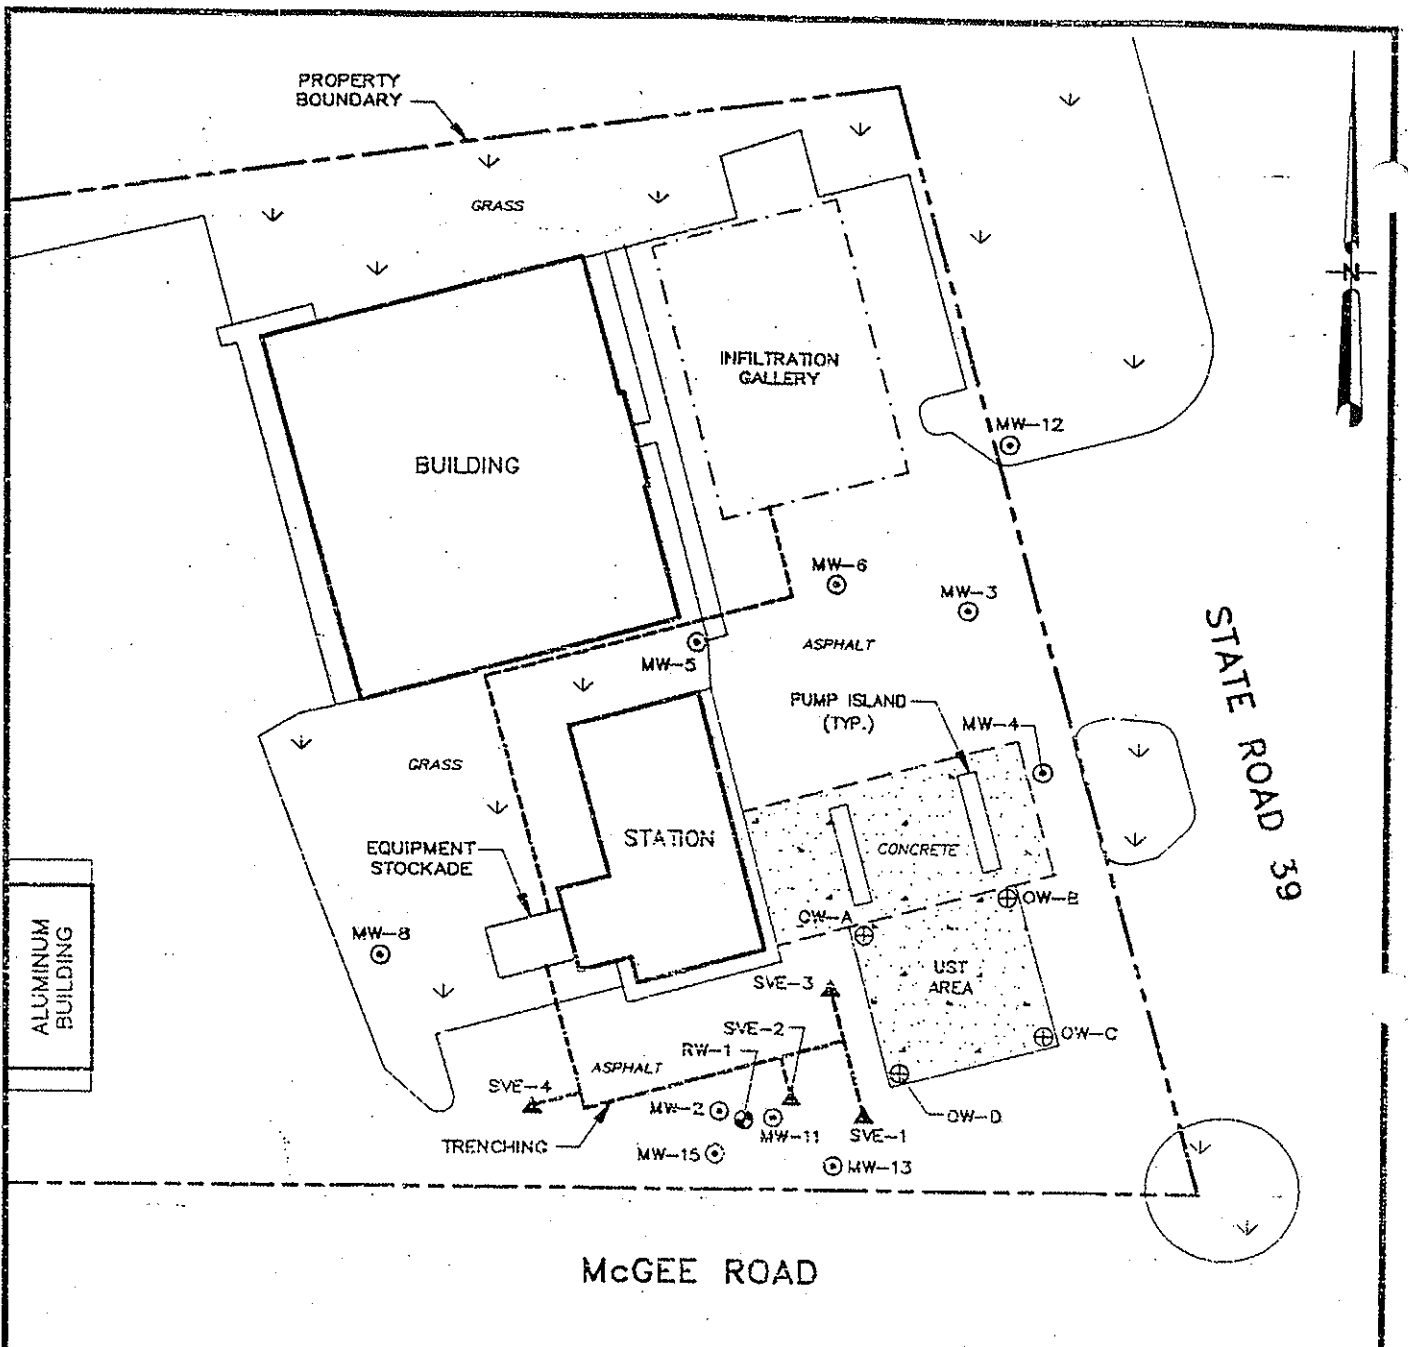 PROPERTY
BOUNDARY
GRASS
INFILTRATION
GALLERY
BUILDING
MW-12
N
MW-6
MW-3
ASPHALT
MW-5
PUMP ISLAND
(TYP.)
MW-4
GRASS
STATE ROAD 39
EQUIPMENT
STOCKADE
STATION
CONCRETE
OW-B
OW-A
MW-8
ALUMINUM
BUILDING
UST
AREA
SVE-3
SVE-2
OW-C
RW-1
ASPHALT
SVE-4
MW-2
MW-11
SVE-1
OW-D
TRENCHING
MW-15
MW-13
McGEE ROAD